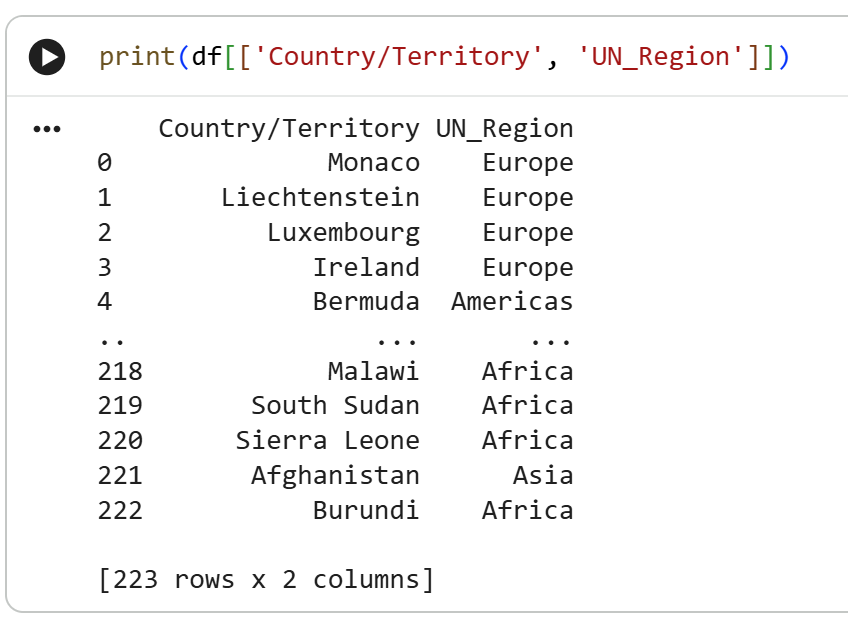 print(df[['Country/Territory', 'UN_Region']])
    Country/Territory UN_Region
0              Monaco    Europe
1       Liechtenstein    Europe
2          Luxembourg    Europe
3             Ireland    Europe
4             Bermuda  Americas
..                ...       ...
218            Malawi    Africa
219       South Sudan    Africa
220      Sierra Leone    Africa
221       Afghanistan      Asia
222           Burundi    Africa
[223 rows x 2 columns]